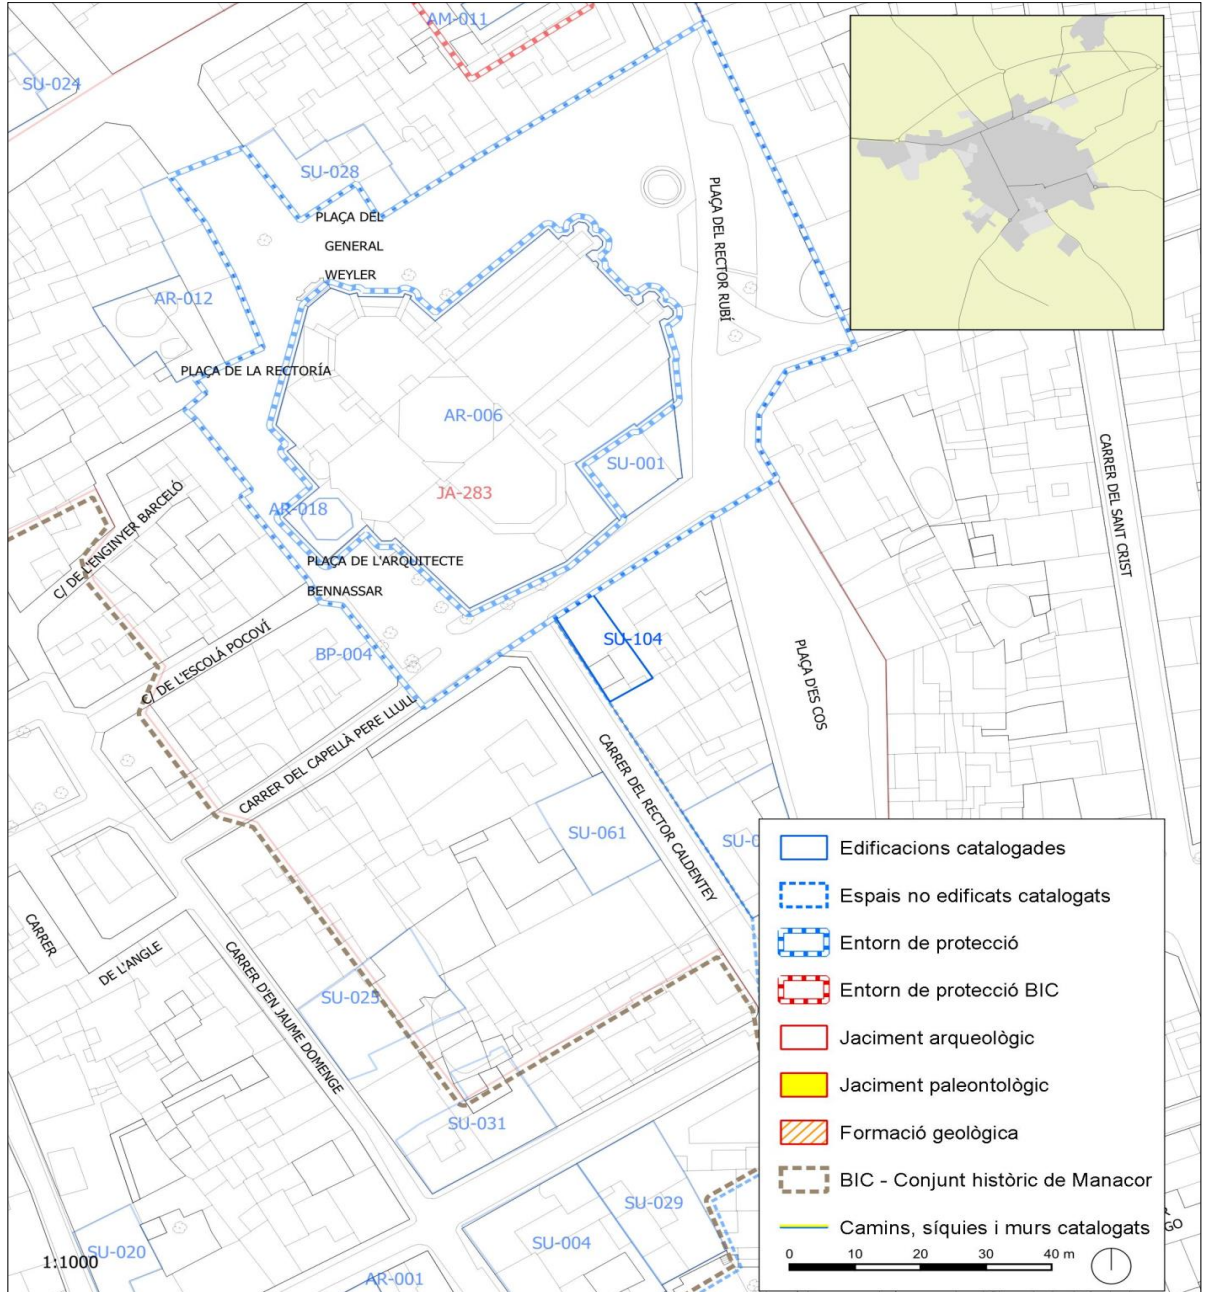 AM-011
SU-024
SU-028
PLAÇA DEL
GENERAL
WEYLER
PLAÇA DEL RECTOR RUBÍ
AR-012
PLAÇA DE LA RECTORÍA
AR-006
SU-001
JA-283
AR-018
CARRER DEL SANT CRIST
C/ DE L'ENGINYER BARCELÓ
PLAÇA DE L'ARQUITECTE
BENNASSAR
C/ DE L'ESCOLÁ POCOVÍ
BP-004
SU-104
PLAÇA D'ES COS
CARRER DEL CAPELLÀ PERE LLULL
CARRER DEL RECTOR CALDENTEY
SU-061
CARRER
DE L'ANGLE
CARRER D'EN JAUME DOMENGE
SU-025
SU-031
SU-029
SU-004
SU-020
AR-001
1:1000
Edificacions catalogades
Espais no edificats catalogats
Entorn de protecció
Entorn de protecció BIC
Jaciment arqueològic
Jaciment paleontològic
Formació geològica
BIC - Conjunt històric de Manacor
Camins, síquies i murs catalogats
0 10 20 30 40 m